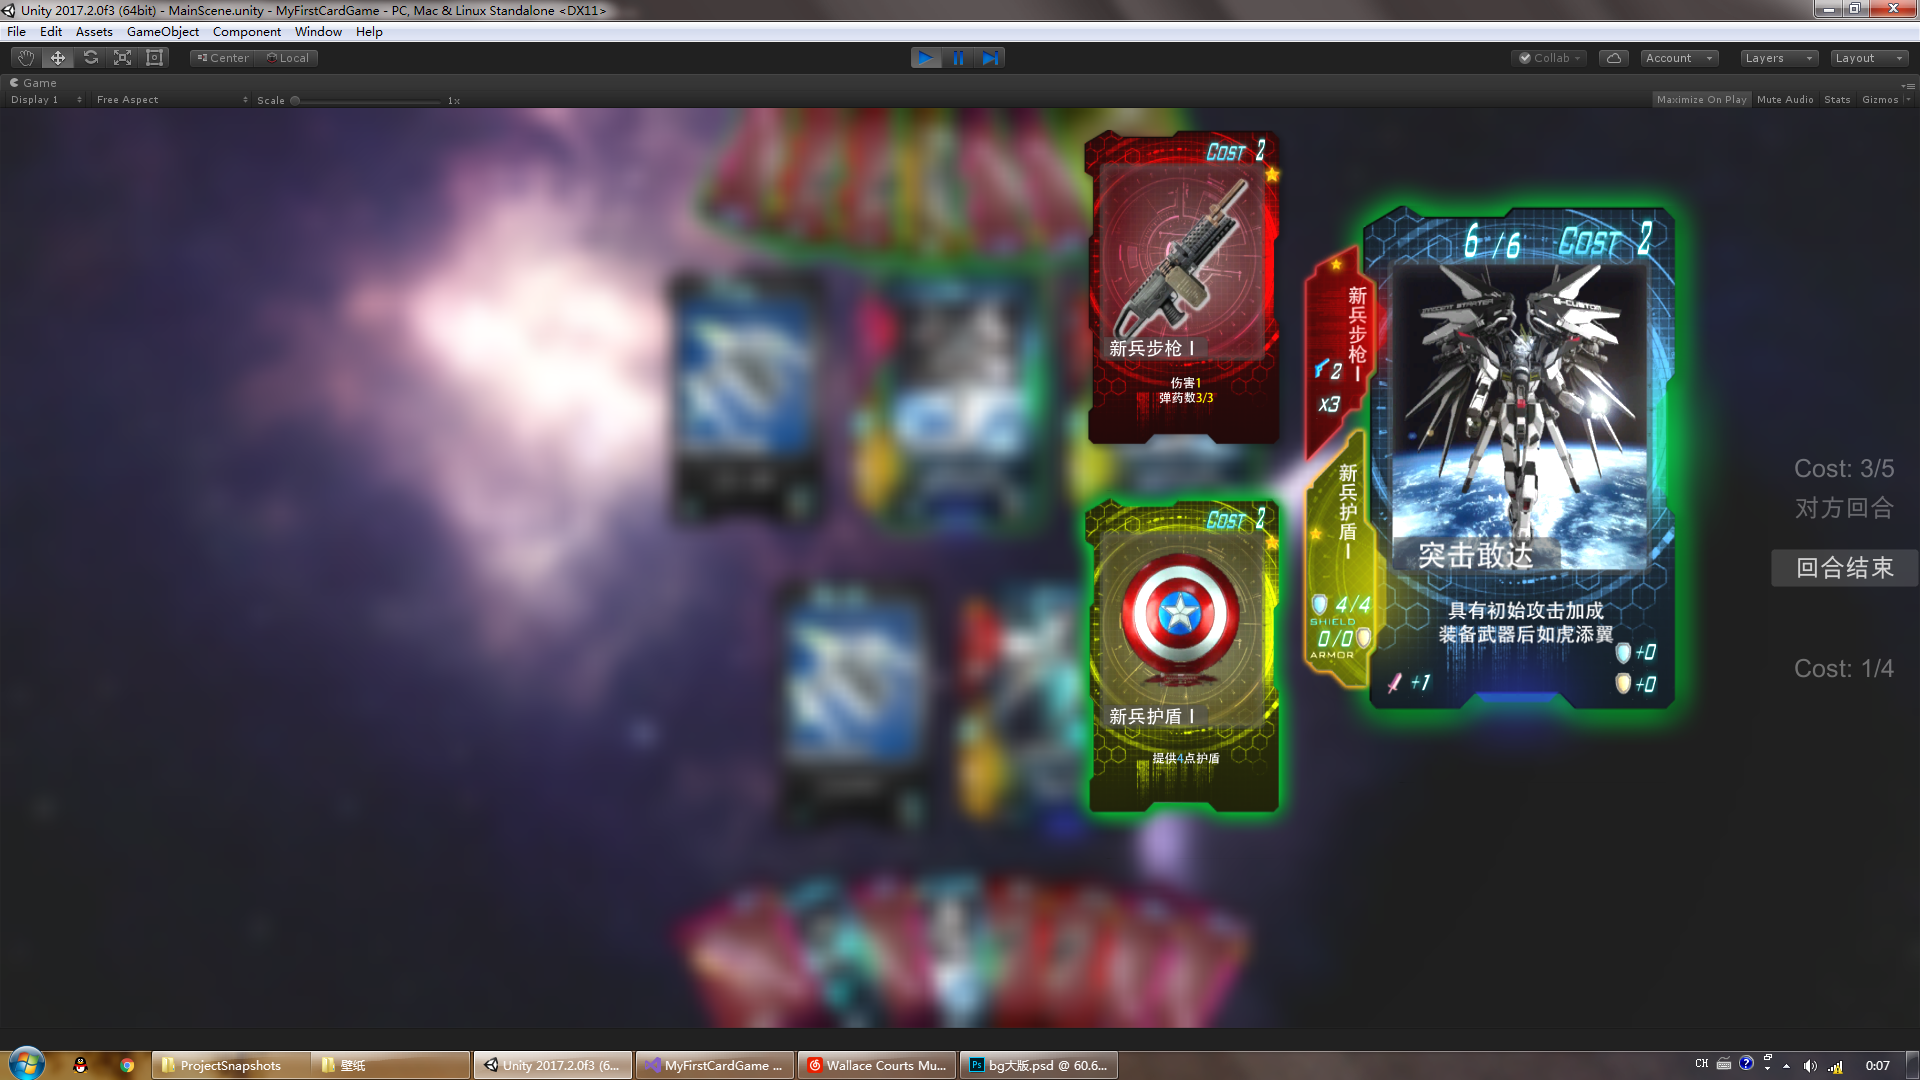 Unity 2017.2.0f3 (64bit) - MainScene.unity - MyFirstCardGame - PC, Mac & Linux Standalone <DX11>
File Edit Assets GameObject Component Window Help
Center Local
Collab Account Layers Layout
Game
Display 1 Free Aspect Scale 1x
Maximize On Play Mute Audio Stats Gizmos
COST 2
新兵步枪 I
伤害1
弹药数3/3
COST 2
新兵护盾 I
提供4点护盾
新兵步枪 I
2
x3
新兵护盾 I
4/4
SHIELD
0/0
ARMOR
6/6 COST 2
突击敢达
具有初始攻击加成
装备武器后如虎添翼
+0
+1
+0
Cost: 3/5
对方回合
回合结束
Cost: 1/4
ProjectSnapshots
壁纸
Unity 2017.2.0f3 (6...
MyFirstCardGame ...
Wallace Courts Mu...
Ps bg大版.psd @ 60.6...
CH
0:07